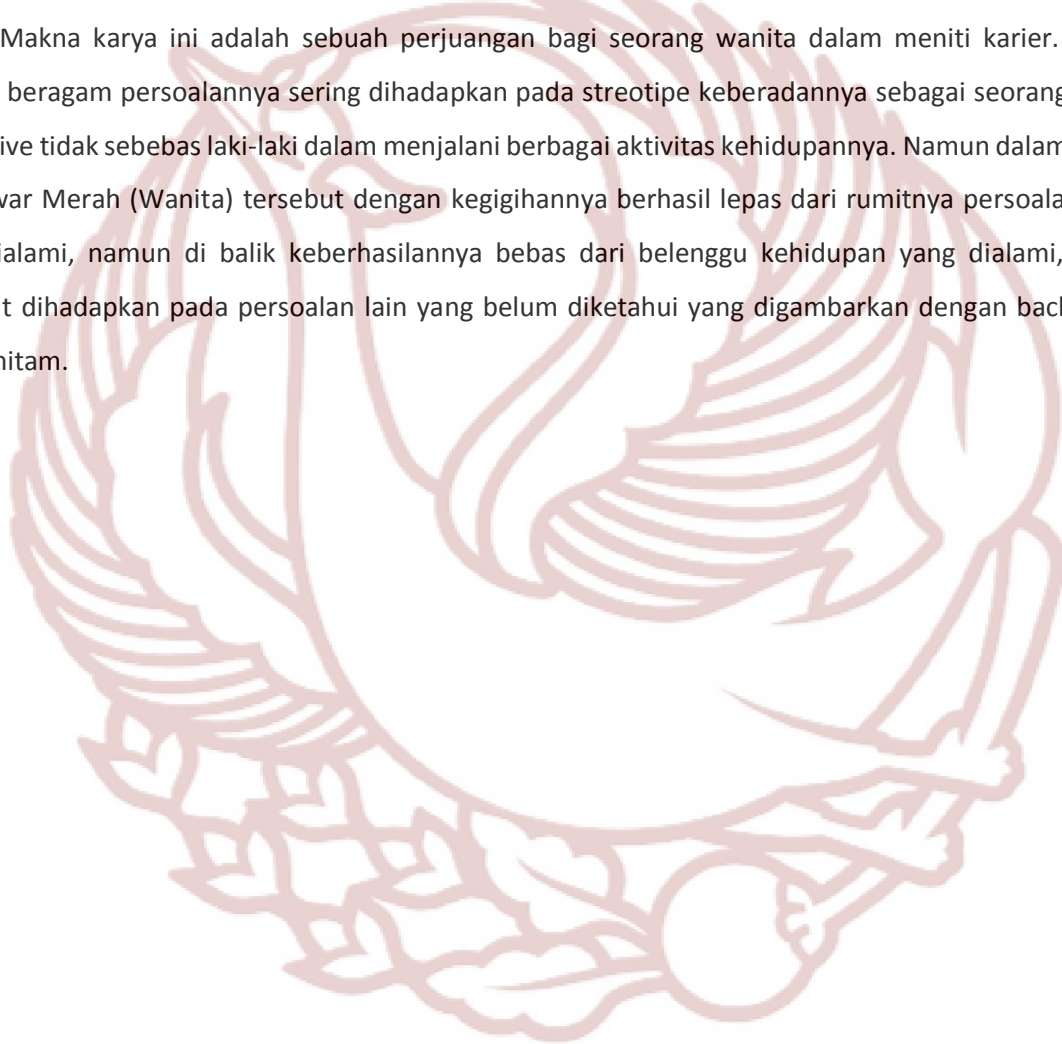 Makna karya ini adalah sebuah perjuangan bagi seorang wanita dalam meniti karier.
beragam persoalannya sering dihadapkan pada streotipe keberadannya sebagai seorang
ive tidak sebebas laki-laki dalam menjalani berbagai aktivitas kehidupannya. Namun dalam
war Merah (Wanita) tersebut dengan kegigihannya berhasil lepas dari rumitnya persoala
ialami, namun di balik keberhasilannya bebas dari belenggu kehidupan yang dialami,
t dihadapkan pada persoalan lain yang belum diketahui yang digambarkan dengan bac
hitam.